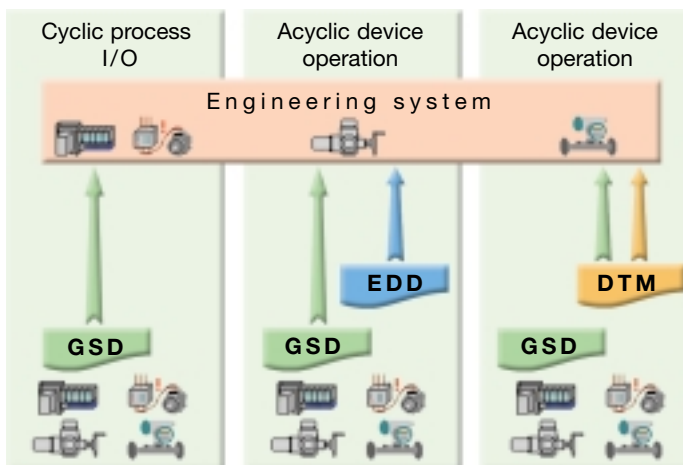 Cyclic process
I/O
Acyclic device
operation
Acyclic device
operation
Engineering system
EDD
DTM
GSD
GSD
GSD